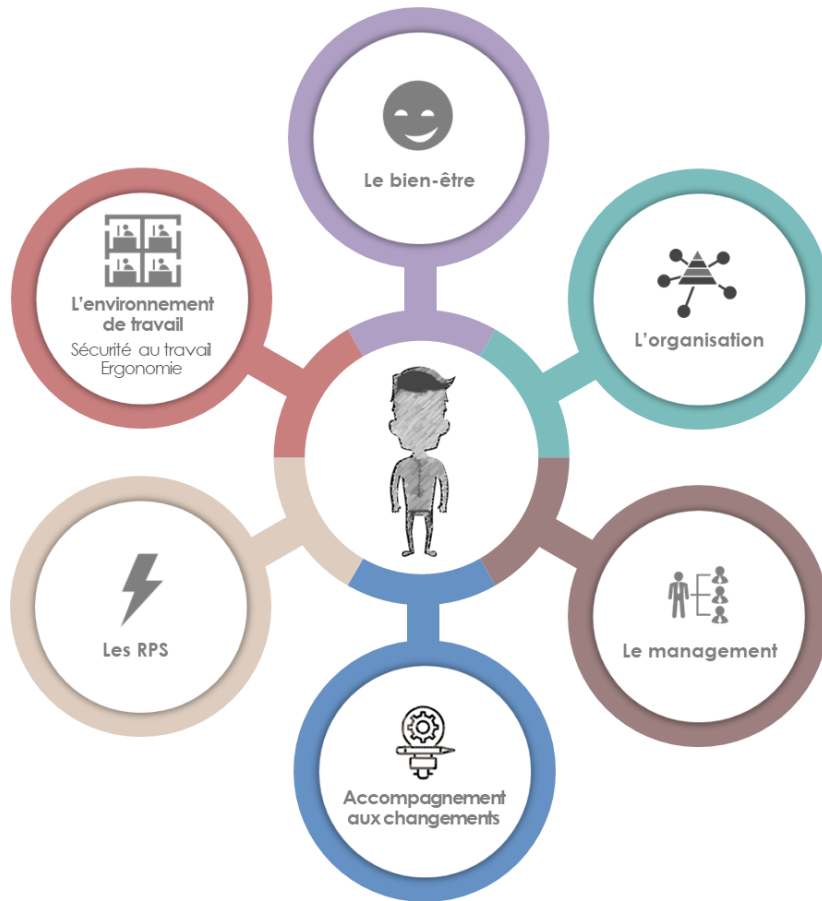 Le bien-être
L'environnement
de travail
Sécurité au travail
Ergonomie
L'organisation
Les RPS
Le management
Accompagnement
aux changements